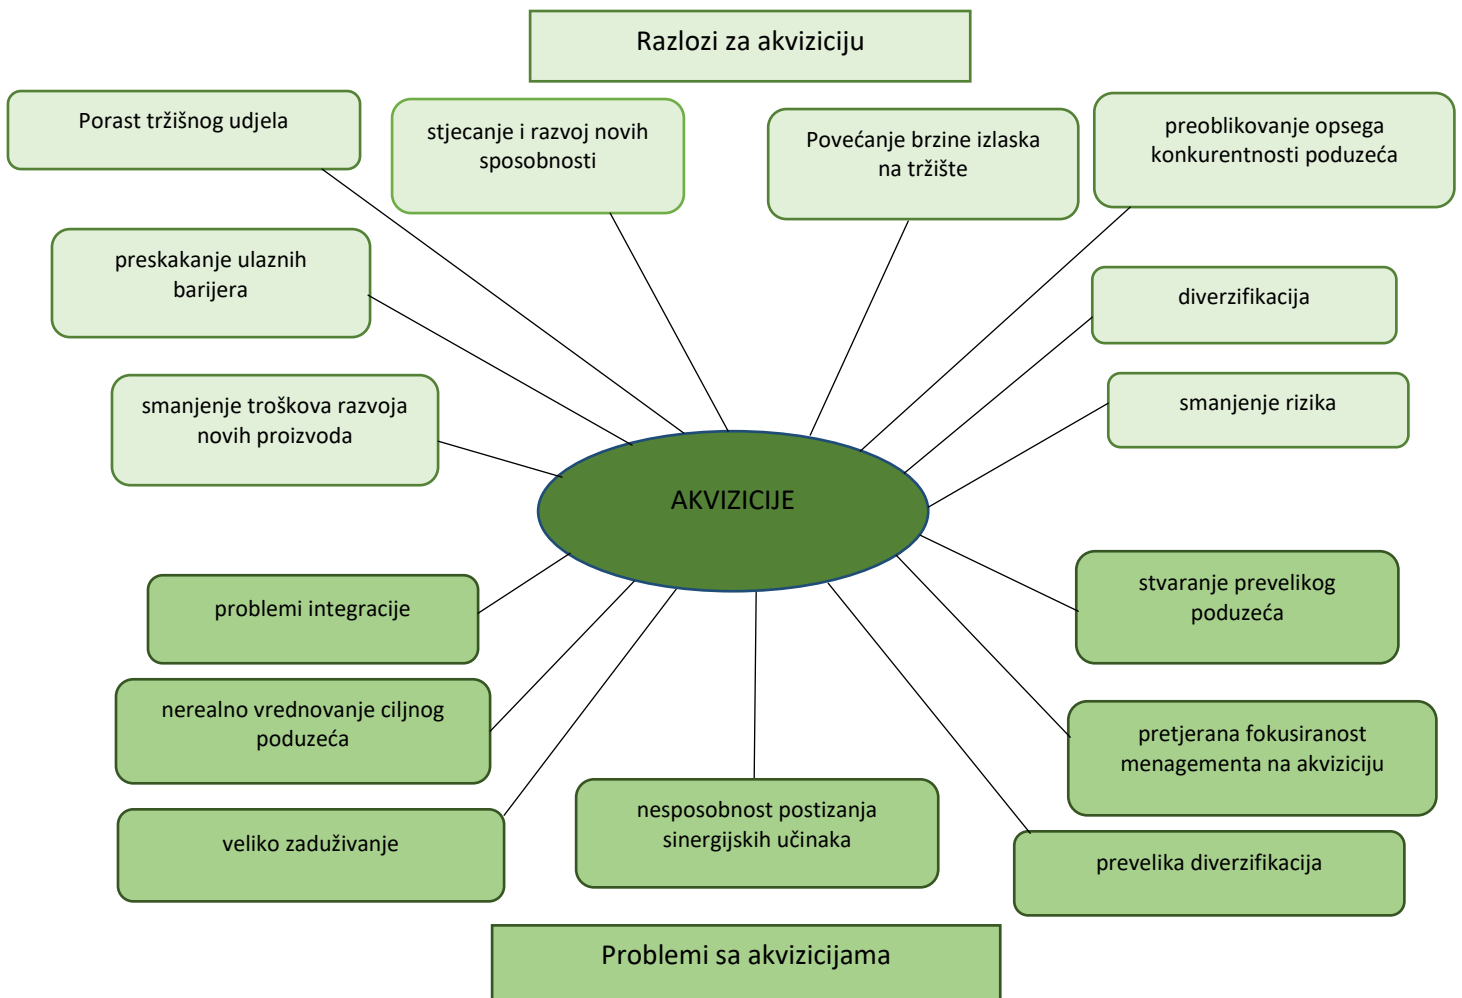 Razlozi za akviziciju
Porast tržišnog udjela
stjecanje i razvoj novih
sposobnosti
Povećanje brzine izlaska
na tržište
preoblikovanje opsega
konkurentnosti poduzeća
preskakanje ulaznih
barijera
diverzifikacija
smanjenje troškova razvoja
novih proizvoda
smanjenje rizika
AKVIZICIJE
problemi integracije
stvaranje prevelikog
poduzeća
nerealno vrednovanje ciljnog
poduzeća
pretjerana fokusiranost
menagementa na akviziciju
veliko zaduživanje
nesposobnost postizanja
sinergijskih učinaka
prevelika diverzifikacija
Problemi sa akvizicijama